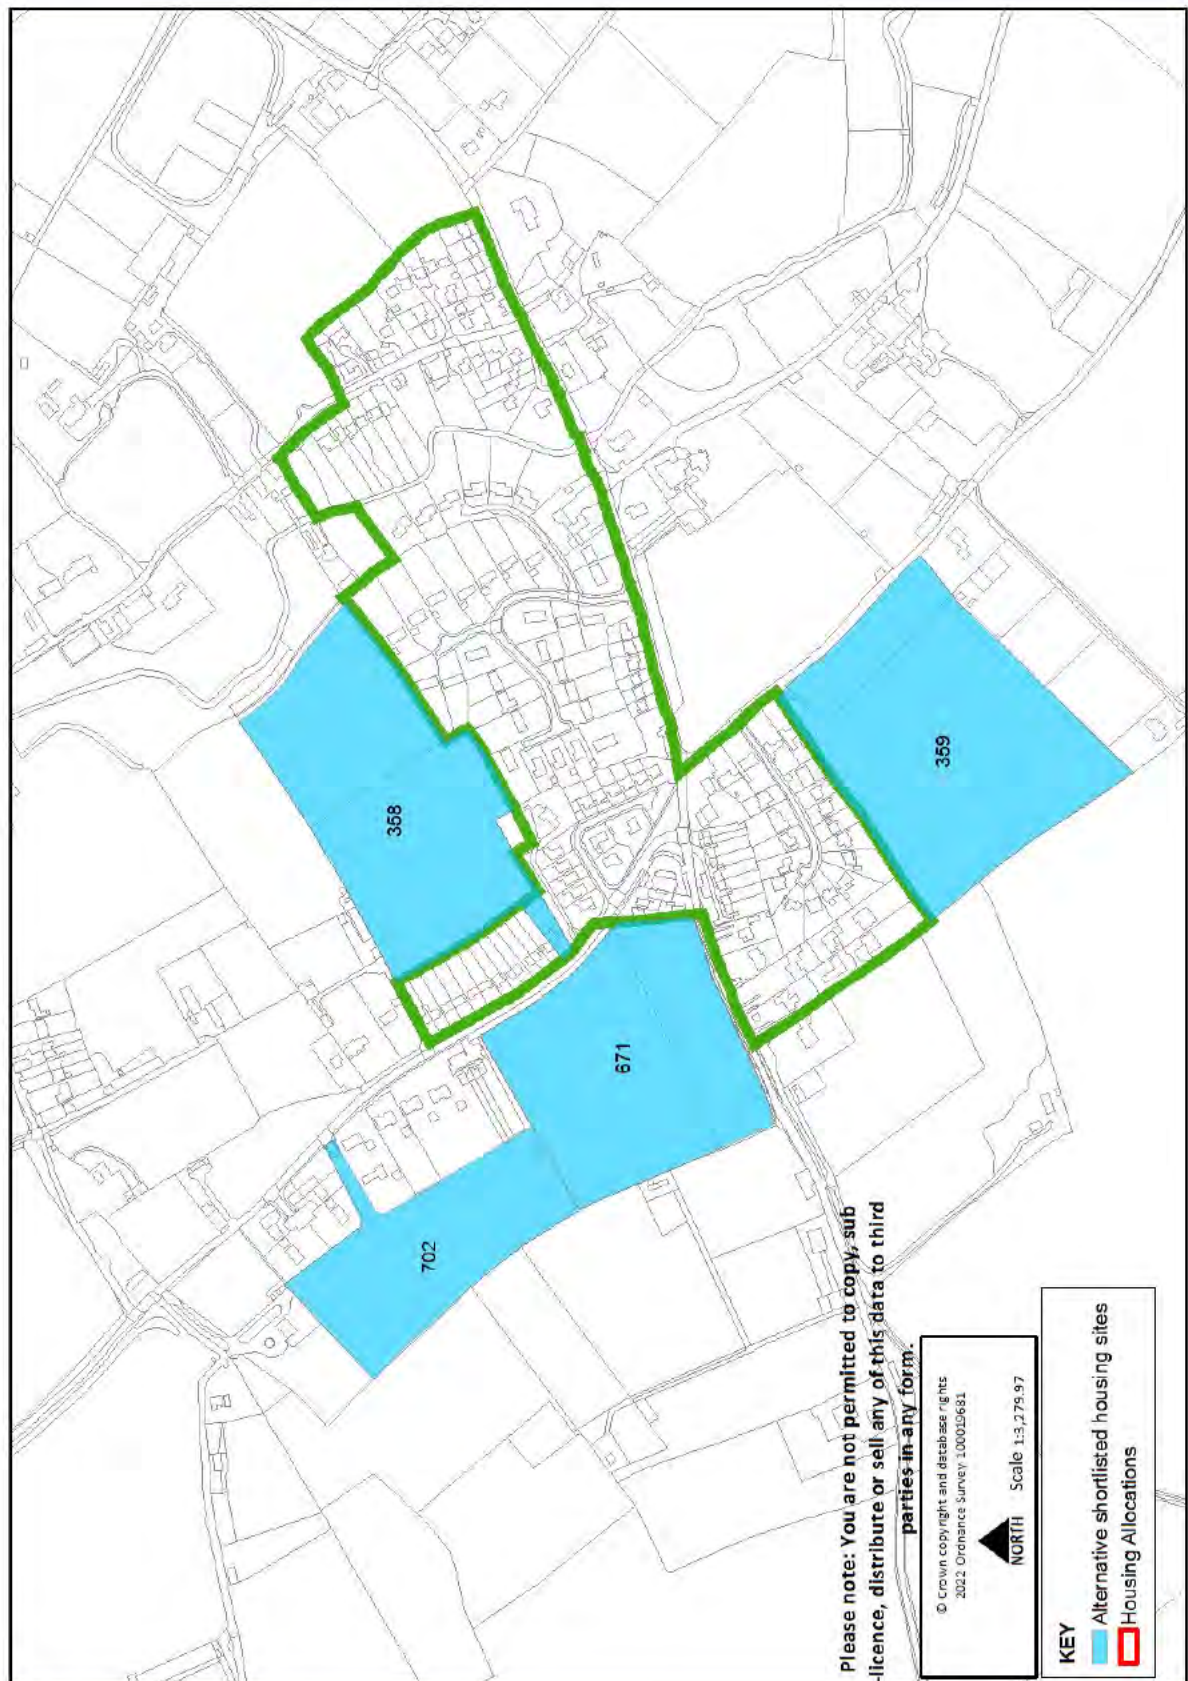 358
359
671
702
Please note: You are not permitted to copy, sub
-licence, distribute or sell any of this data to third
parties in any form.
© Crown copyright and database rights
2022 Ordnance Survey 100019681
NORTH
Scale 1:3,279.97
KEY
Alternative shortlisted housing sites
Housing Allocations